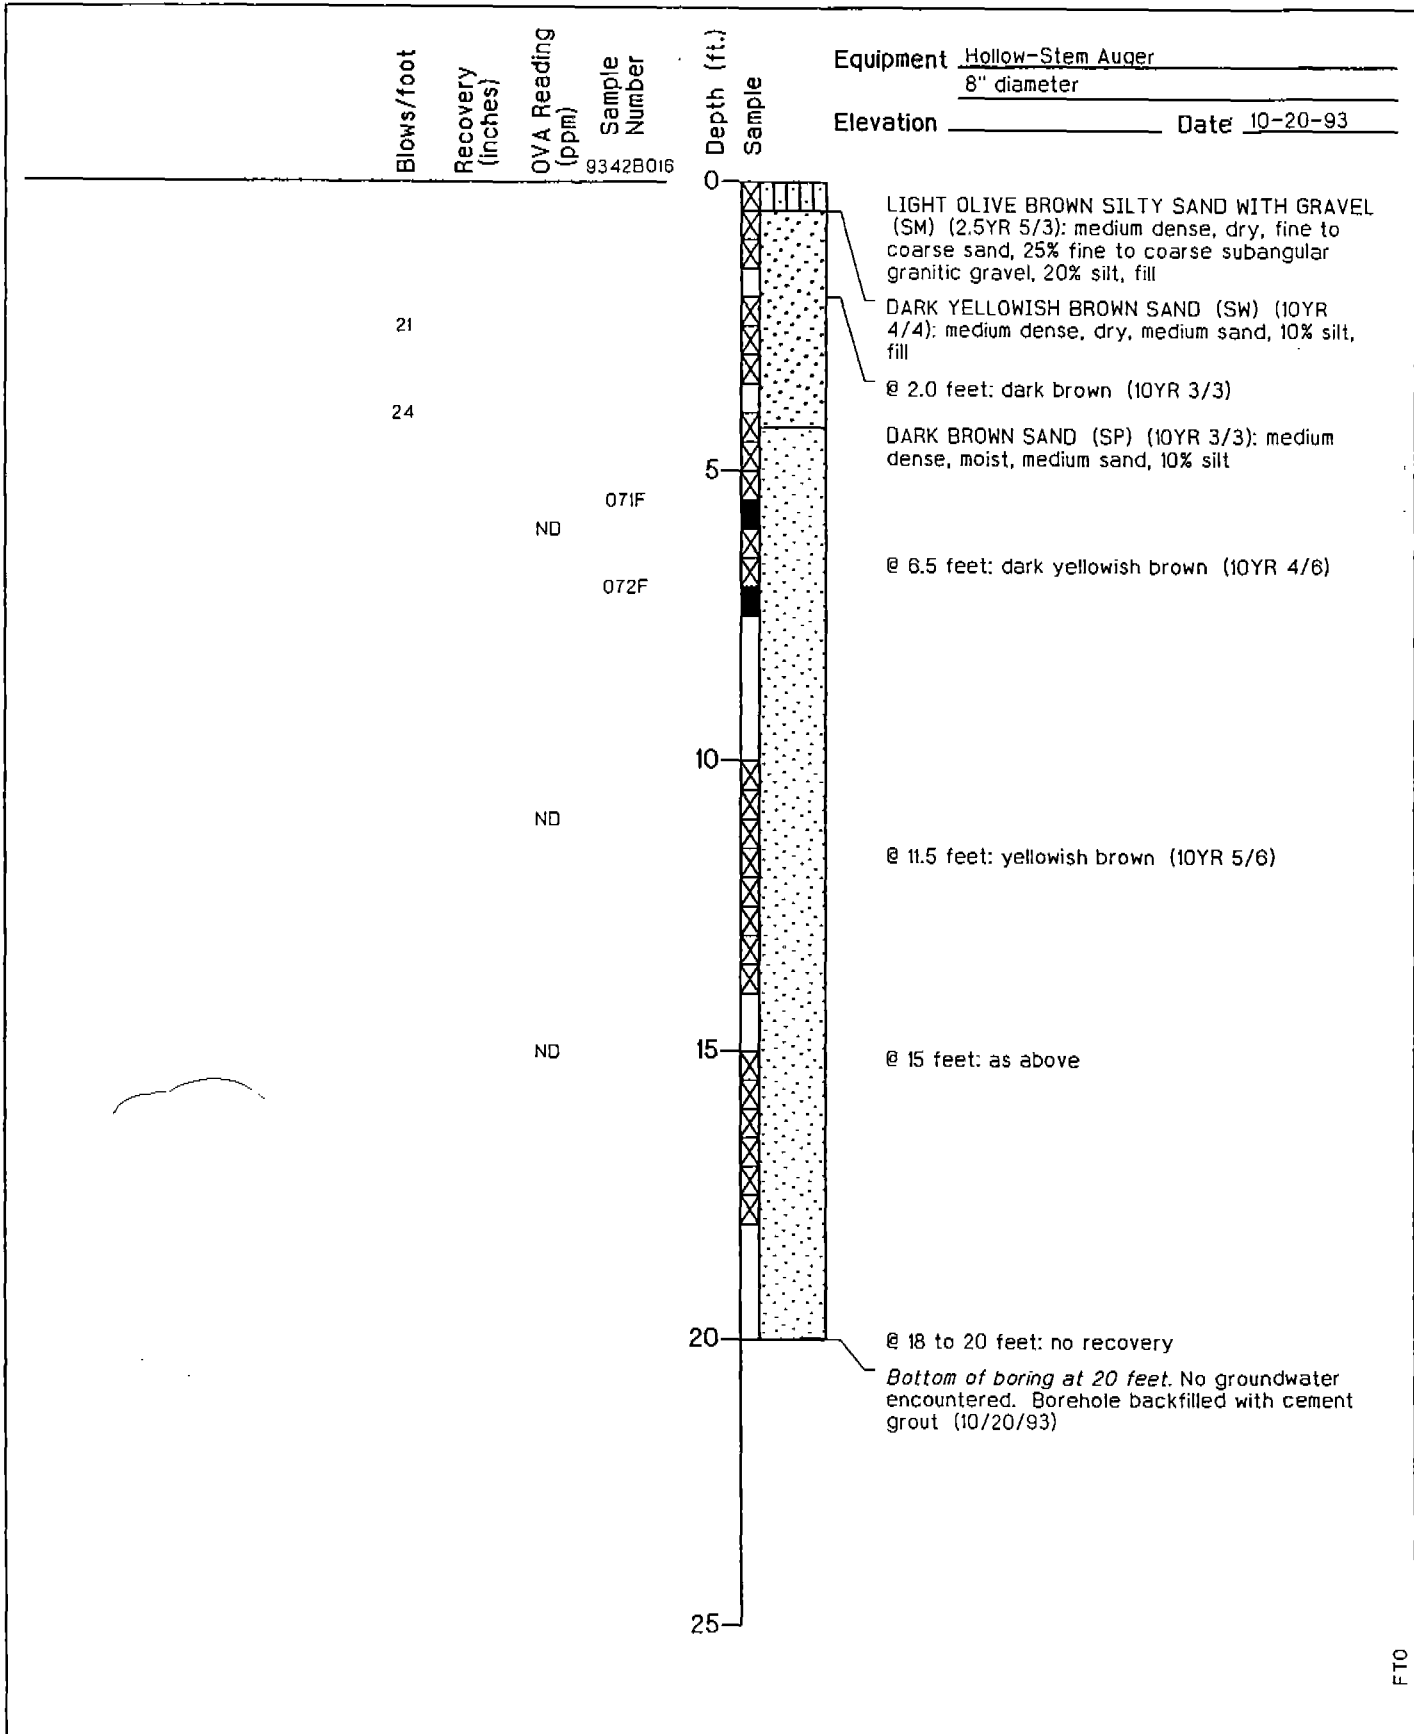 Blows/foot
Recovery
(inches)
OVA Reading
(ppm)
Sample
Number
9342B016
Depth (ft.)
Sample
Equipment Hollow-Stem Auger
8" diameter
Elevation
Date 10-20-93
0
LIGHT OLIVE BROWN SILTY SAND WITH GRAVEL
(SM) (2.5YR 5/3): medium dense, dry, fine to
coarse sand, 25% fine to coarse subangular
granitic gravel, 20% silt, fill
DARK YELLOWISH BROWN SAND (SW) (10YR
4/4): medium dense, dry, medium sand, 10% silt,
fill
21
@ 2.0 feet: dark brown (10YR 3/3)
24
DARK BROWN SAND (SP) (10YR 3/3): medium
dense, moist, medium sand, 10% silt
5
071F
ND
@ 6.5 feet: dark yellowish brown (10YR 4/6)
072F
10
ND
@ 11.5 feet: yellowish brown (10YR 5/6)
ND
15
@ 15 feet: as above
20
@ 18 to 20 feet: no recovery
Bottom of boring at 20 feet. No groundwater
encountered. Borehole backfilled with cement
grout (10/20/93)
25
FTO